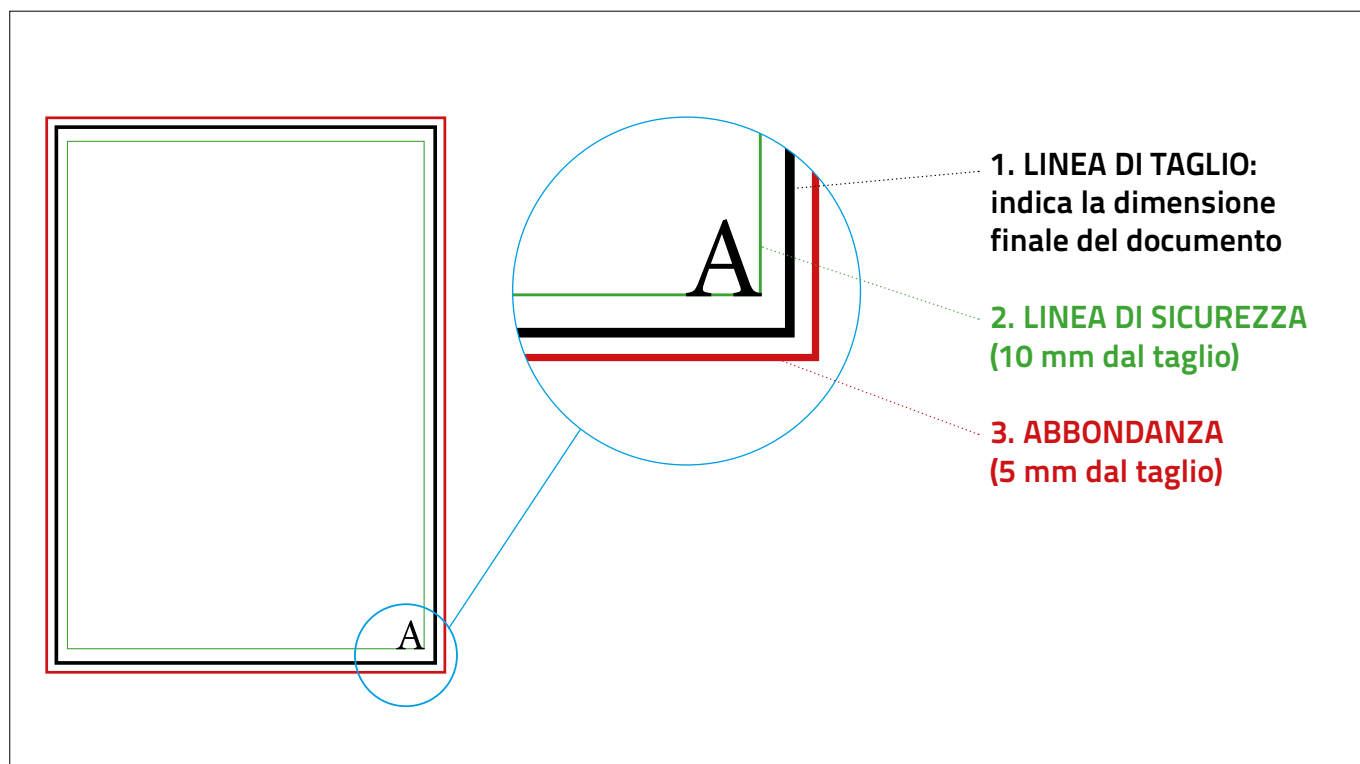 A
A
1. LINEA DI TAGLIO:
indica la dimensione
finale del documento
2. LINEA DI SICUREZZA
(10 mm dal taglio)
3. ABBONDANZA
(5 mm dal taglio)